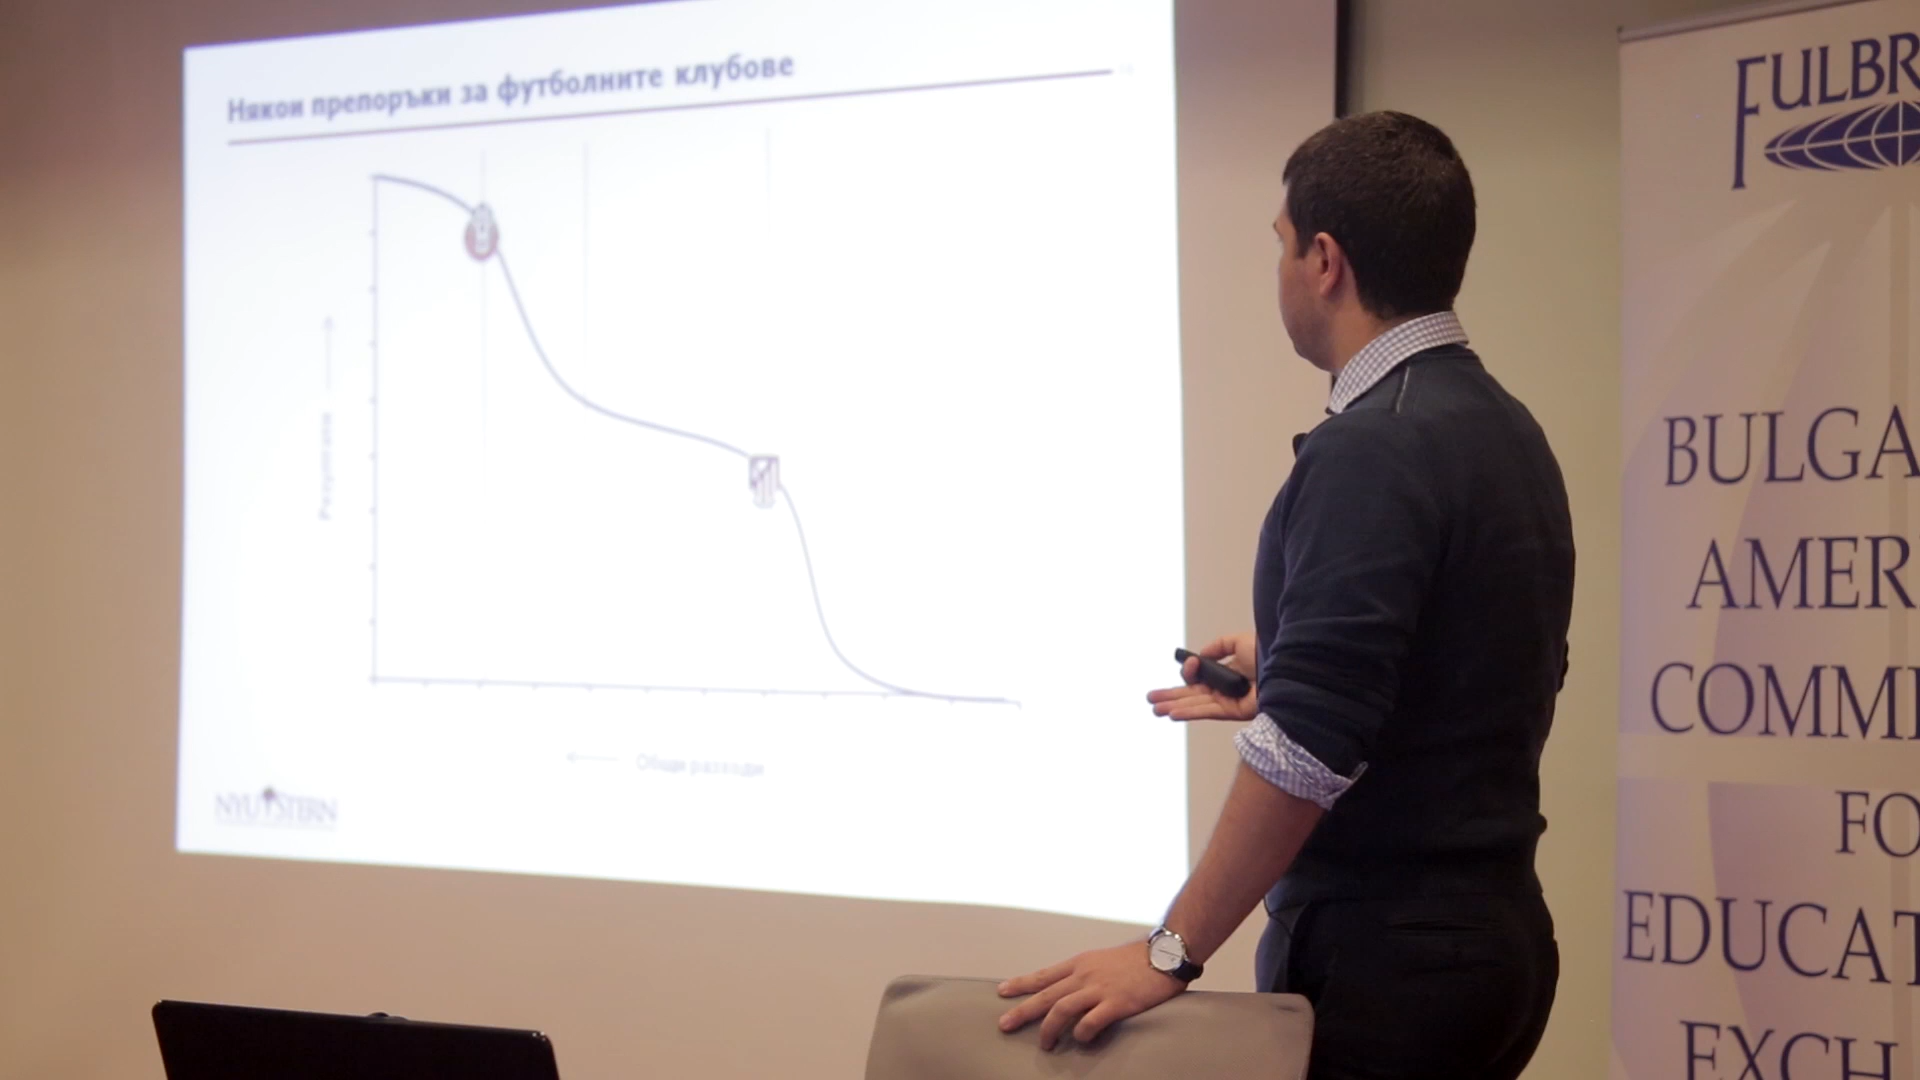 Някои препоръки за футболните клубове
Резултати
Общи разходи
NYU STERN
FULBR
BULGA
AMER
COMMI
FO
EDUCAT
EXCH